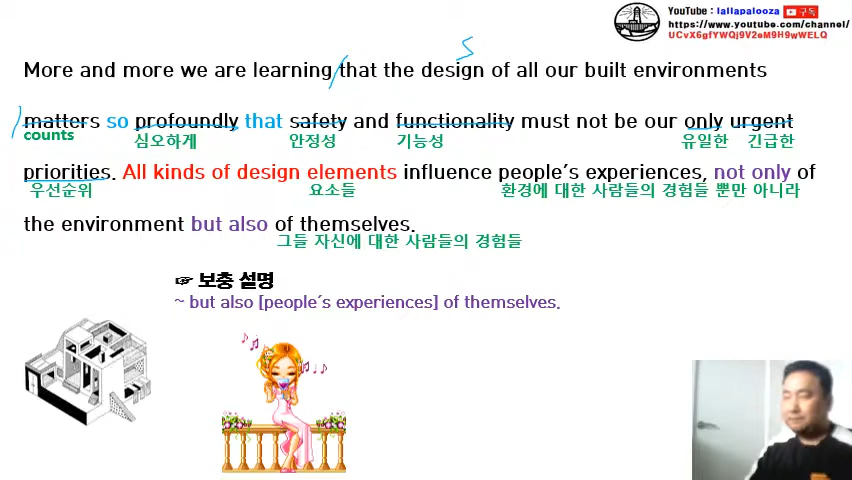 YouTube : lallapalooza 구독
https://www.youtube.com/channel/
UCvX6gfYWQj9V2eM9H9wWELQ
S
More and more we are learning that the design of all our built environments
matters so profoundly that safety and functionality must not be our only urgent
counts 심오하게 안정성 기능성 유일한 긴급한
priorities. All kinds of design elements influence people's experiences, not only of
우선순위 요소들 환경에 대한 사람들의 경험들 뿐만 아니라
the environment but also of themselves.
그들 자신에 대한 사람들의 경험들
☞ 보충 설명
~ but also [people's experiences] of themselves.